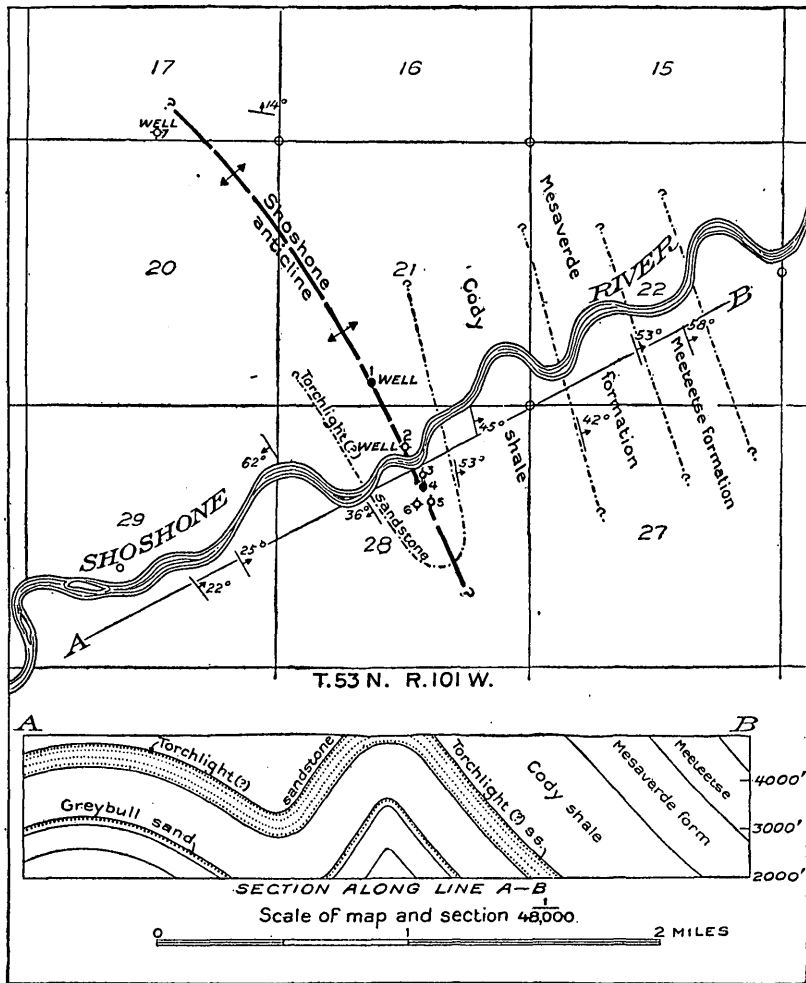 17
16
15
?
WELL
7
14°
Shoshone
anticline
20
21
?
Cody
shale
?
Mesaverde
formation
?
?
RIVER
22
B
53°
58°
Meeteetse formation
1 WELL
?
Torchlight(?)
sandstone
WELL
2
3
4
5
6
45°
42°
53°
62°
36°
?
?
?
29
SHOSHONE
28
27
25°
22°
?
A
T.53 N. R.101 W.
A
B
Torchlight(?)
sandstone
Torchlight (?) ss.)
Cody
shale
Mesaverde form
Meeteetse
Greybull sand
4000'
3000'
2000'
SECTION ALONG LINE A-B
Scale of map and section 1/48,000.
0 1 2 MILES